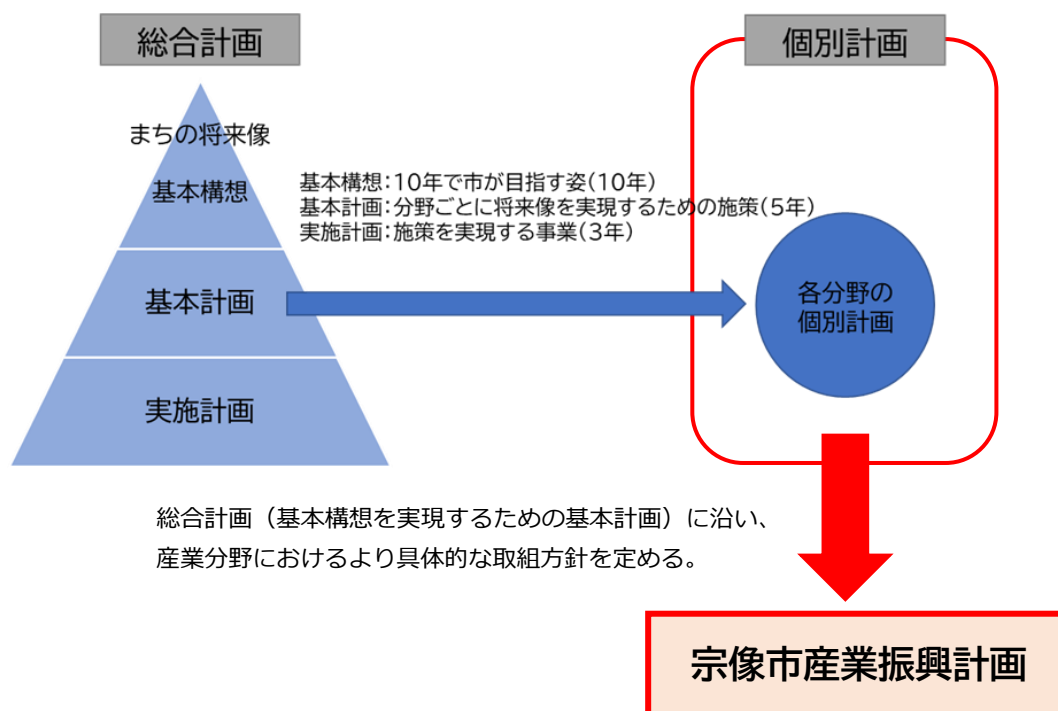 総合計画
個別計画
まちの将来像
基本構想
基本構想：10年で市が目指す姿（10年）
基本計画：分野ごとに将来像を実現するための施策（5年）
実施計画：施策を実現する事業（3年）
基本計画
各分野の
個別計画
実施計画
総合計画（基本構想を実現するための基本計画）に沿い、
産業分野におけるより具体的な取組方針を定める。
宗像市産業振興計画